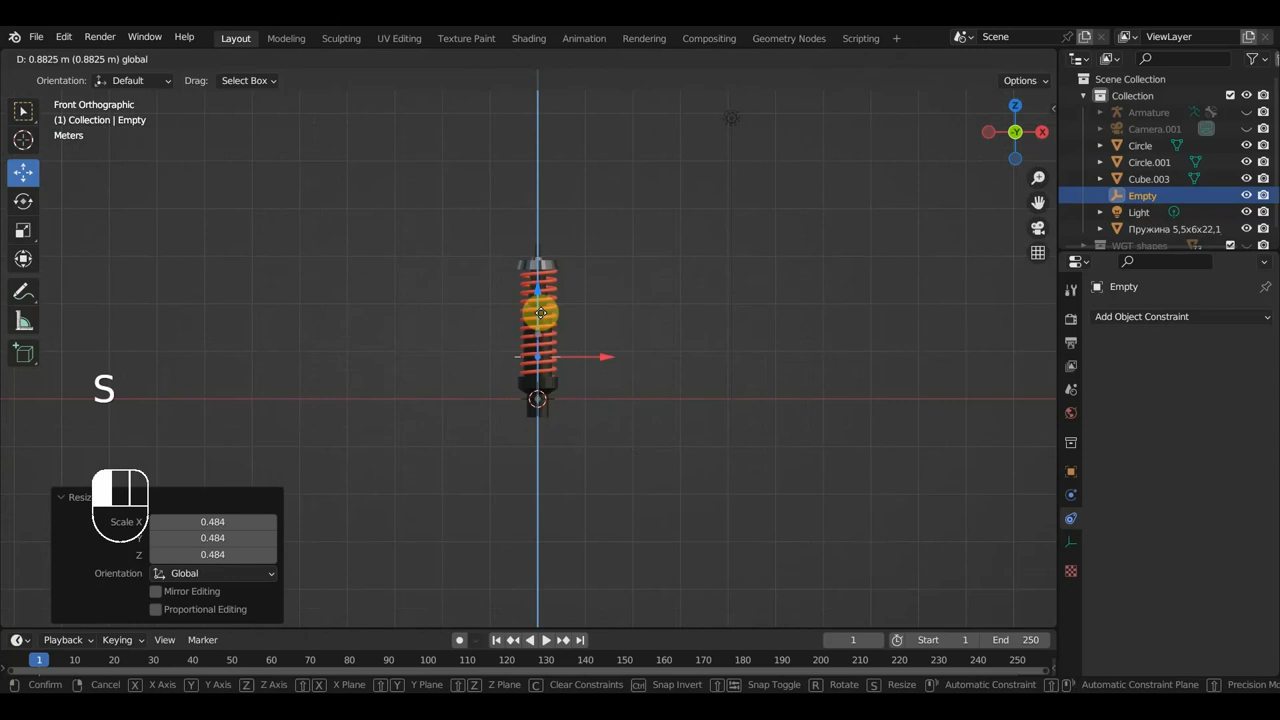 File Edit Render Window Help
Layout Modeling Sculpting UV Editing Texture Paint Shading Animation Rendering Compositing Geometry Nodes Scripting +
Scene
ViewLayer
D: 0.8825 m (0.8825 m) global
Orientation: Default Drag: Select Box
Options
Front Orthographic
(1) Collection | Empty
Meters
Z
X
-Y
Scene Collection
Collection
Armature
Camera.001
Circle
Circle.001
Cube.003
Empty
Light
Пружина 5,5x6x22,1
WGT_shapes
Empty
Add Object Constraint
S
Resiz
Scale X 0.484
Y 0.484
Z 0.484
Orientation Global
Mirror Editing
Proportional Editing
Playback Keying View Marker
1 Start 1 End 250
1 10 20 30 40 50 60 70 80 90 100 110 120 130 140 150 160 170 180 190 200 210 220 230 240 250
Confirm Cancel X X Axis Y Y Axis Z Z Axis X X Plane Y Y Plane Z Z Plane C Clear Constraints Ctrl Snap Invert Snap Toggle R Rotate S Resize Automatic Constraint Automatic Constraint Plane Precision Mo